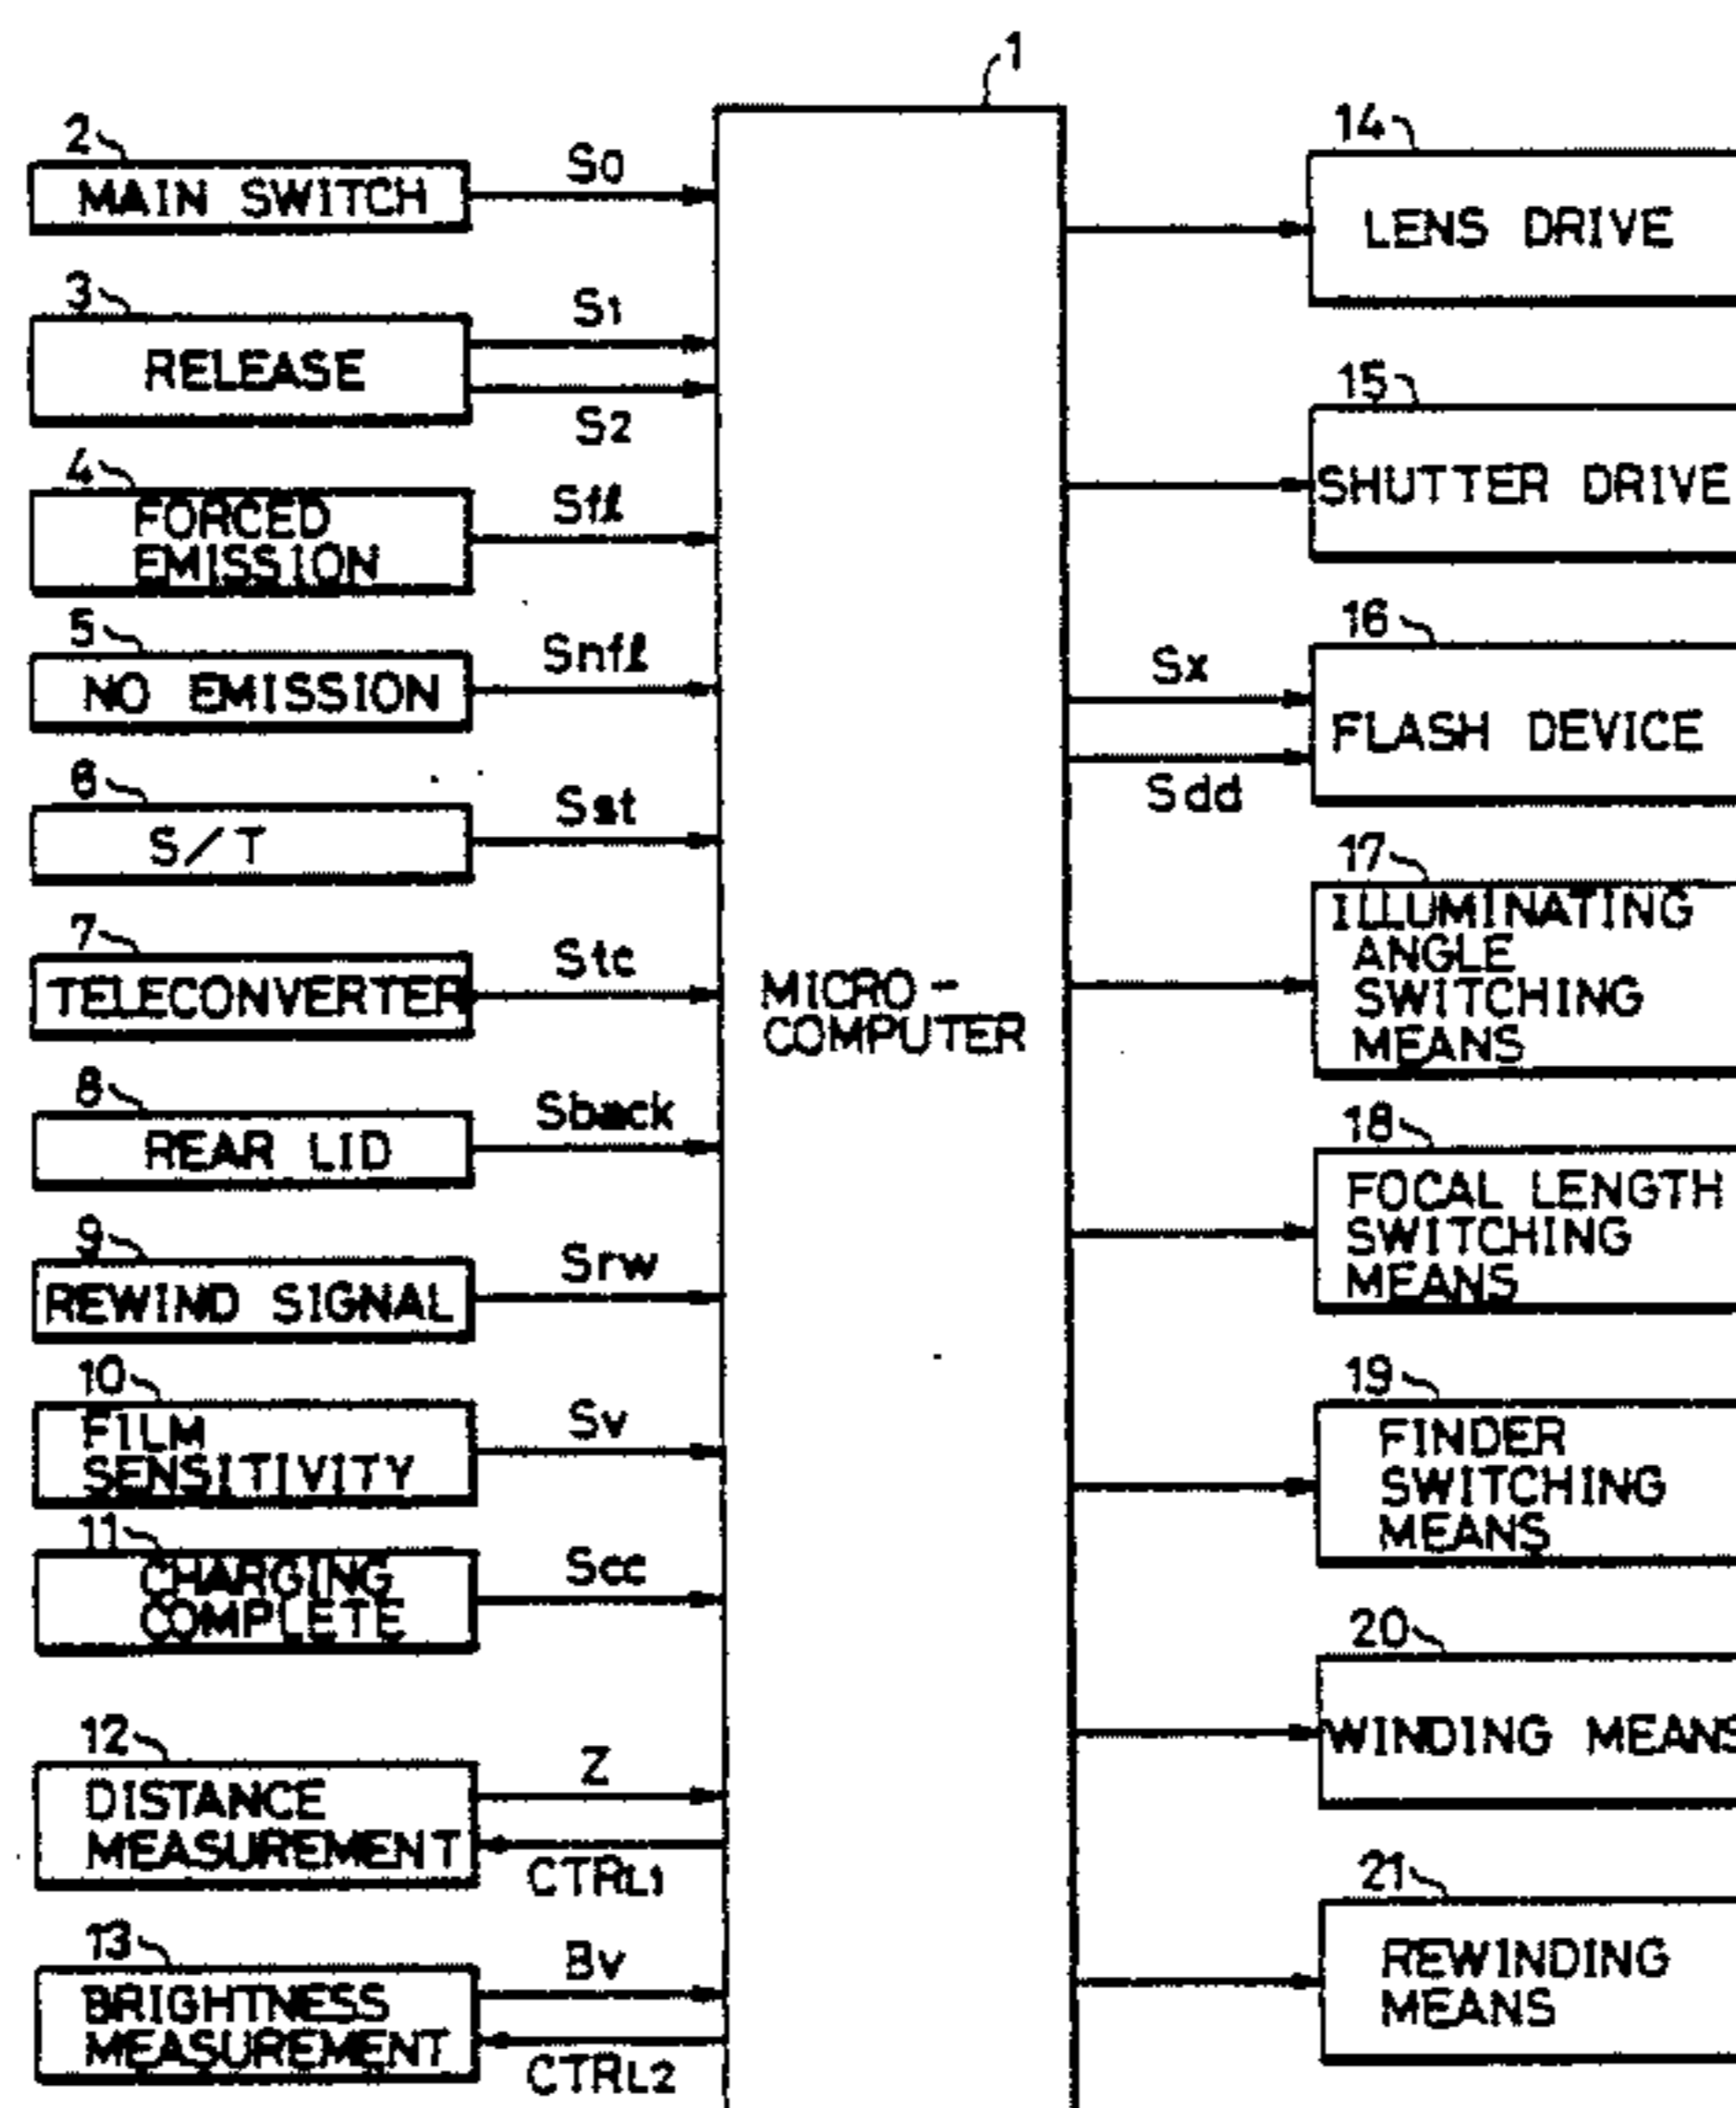 1
2
MAIN SWITCH
S0
3
RELEASE
S1
S2
4
FORCED
EMISSION
Sfl
5
NO EMISSION
Snfl
6
S/T
Sst
7
TELECONVERTER
Stc
8
REAR LID
Sback
9
REWIND SIGNAL
Srw
10
FILM
SENSITIVITY
Sv
11
CHARGING
COMPLETE
Scc
12
DISTANCE
MEASUREMENT
Z
CTRL1
13
BRIGHTNESS
MEASUREMENT
Bv
CTRL2
MICRO-
COMPUTER
14
LENS DRIVE
15
SHUTTER DRIVE
16
Sx
FLASH DEVICE
Sdd
17
ILLUMINATING
ANGLE
SWITCHING
MEANS
18
FOCAL LENGTH
SWITCHING
MEANS
19
FINDER
SWITCHING
MEANS
20
WINDING MEANS
21
REWINDING
MEANS